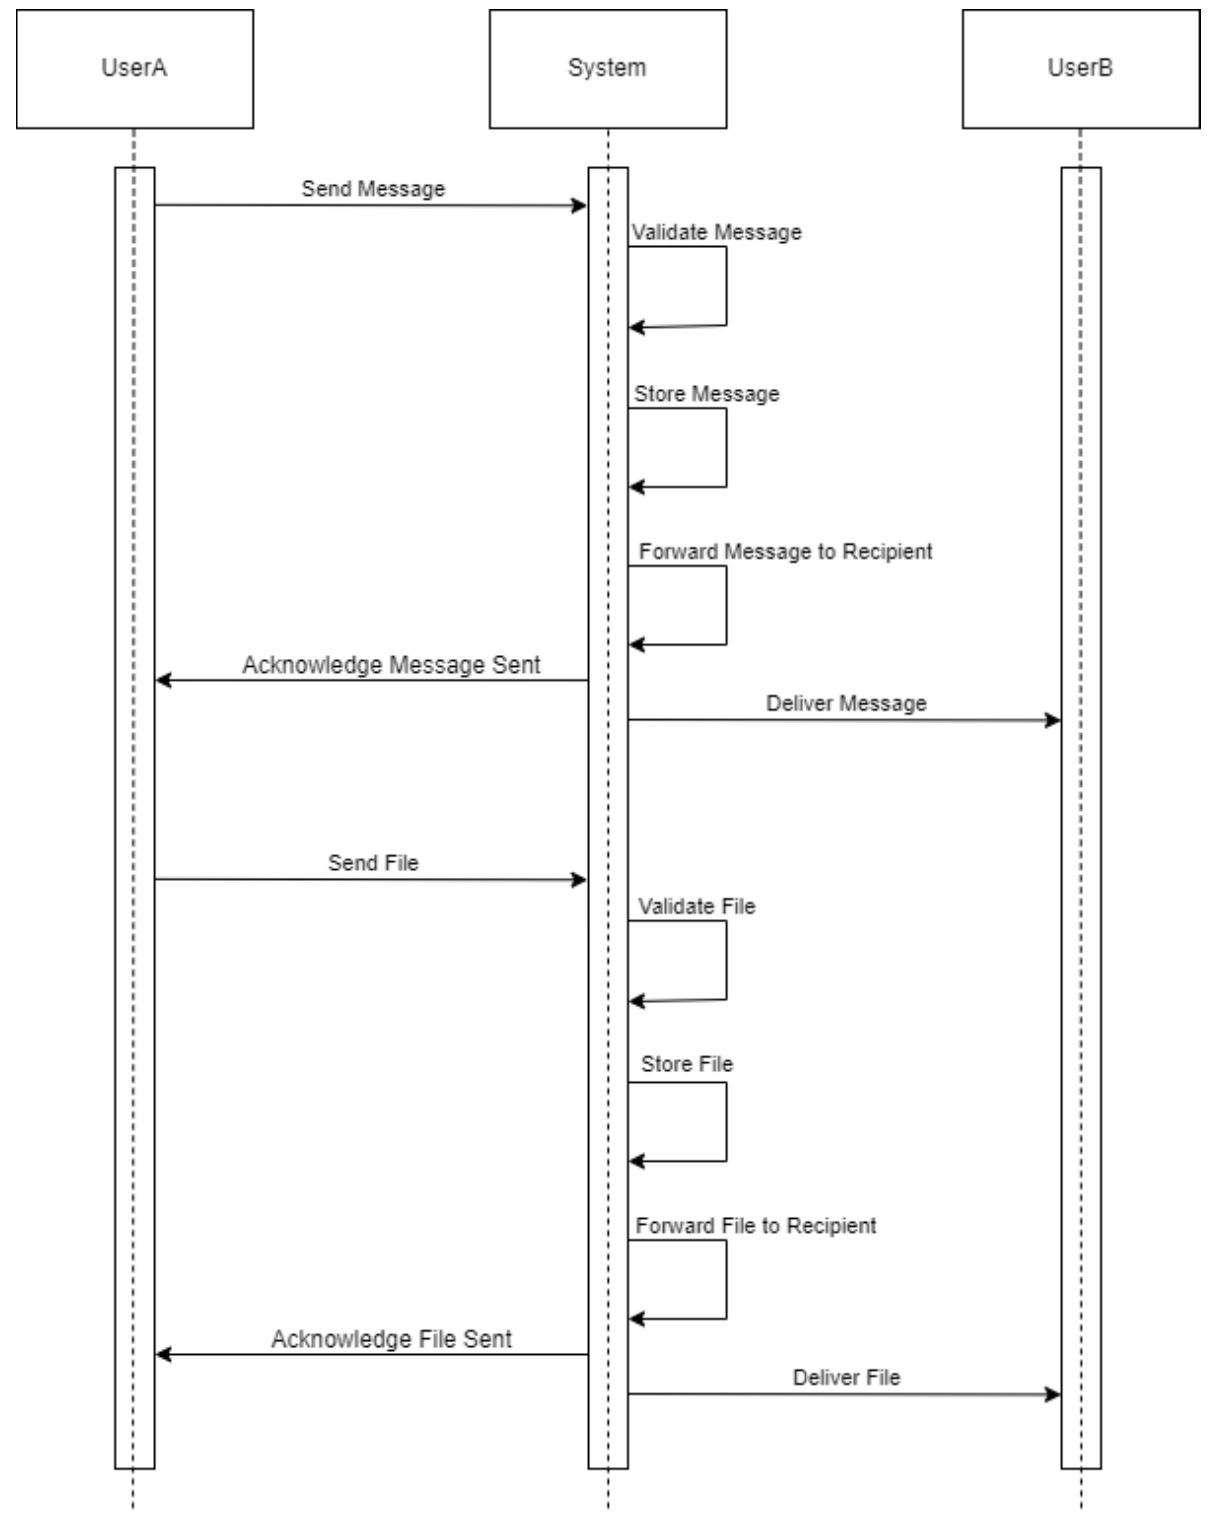 UserA
System
UserB
Send Message
Validate Message
Store Message
Forward Message to Recipient
Acknowledge Message Sent
Deliver Message
Send File
Validate File
Store File
Forward File to Recipient
Acknowledge File Sent
Deliver File